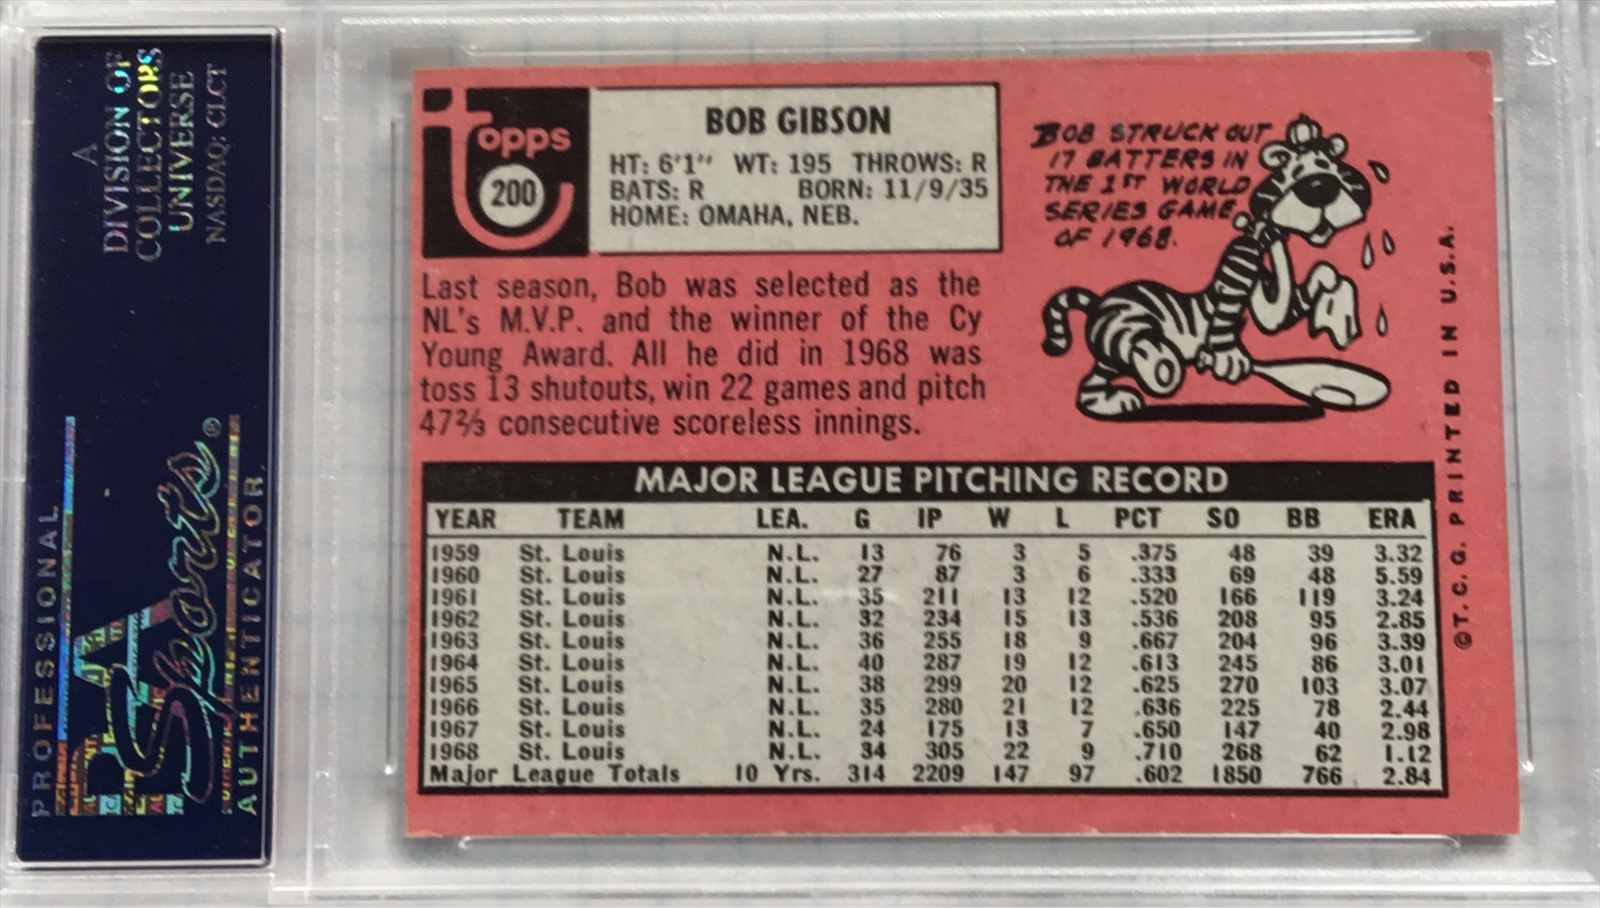 A
DIVISION OF
COLLECTORS
UNIVERSE
NASDAQ: CLCT
PROFESSIONAL
PSA
Sports®
AUTHENTICATOR
Topps
200
BOB GIBSON
HT: 6'1" WT: 195 THROWS: R
BATS: R BORN: 11/9/35
HOME: OMAHA, NEB.
BOB STRUCK OUT
17 BATTERS IN
THE 1ST WORLD
SERIES GAME
OF 1968.
Last season, Bob was selected as the
NL's M.V.P. and the winner of the Cy
Young Award. All he did in 1968 was
toss 13 shutouts, win 22 games and pitch
47⅔ consecutive scoreless innings.
MAJOR LEAGUE PITCHING RECORD
YEAR TEAM LEA. G IP W L PCT SO BB ERA
1959 St. Louis N.L. 13 76 3 5 .375 48 39 3.32
1960 St. Louis N.L. 27 87 3 6 .333 69 48 5.59
1961 St. Louis N.L. 35 211 13 12 .520 166 119 3.24
1962 St. Louis N.L. 32 234 15 13 .536 208 95 2.85
1963 St. Louis N.L. 36 255 18 9 .667 204 96 3.39
1964 St. Louis N.L. 40 287 19 12 .613 245 86 3.01
1965 St. Louis N.L. 38 299 20 12 .625 270 103 3.07
1966 St. Louis N.L. 35 280 21 12 .636 225 78 2.44
1967 St. Louis N.L. 24 175 13 7 .650 147 40 2.98
1968 St. Louis N.L. 34 305 22 9 .710 268 62 1.12
Major League Totals 10 Yrs. 314 2209 147 97 .602 1850 766 2.84
©T.C.G. PRINTED IN U.S.A.